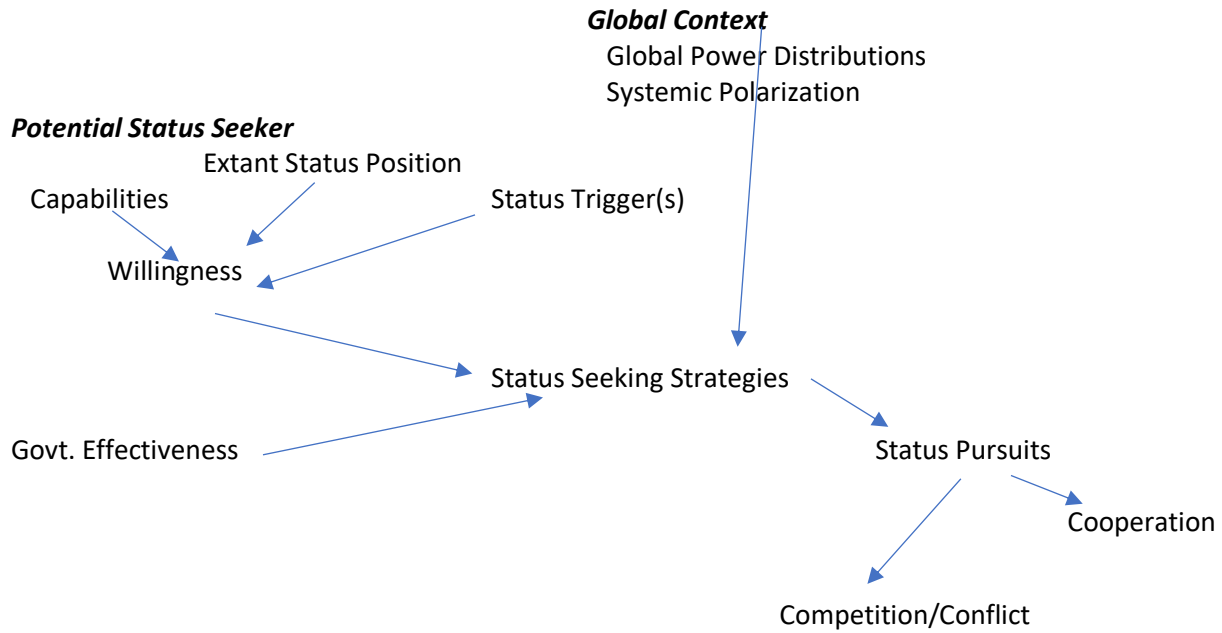 Global Context
Global Power Distributions
Systemic Polarization
Potential Status Seeker
Extant Status Position
Capabilities
Status Trigger(s)
Willingness
Status Seeking Strategies
Govt. Effectiveness
Status Pursuits
Cooperation
Competition/Conflict